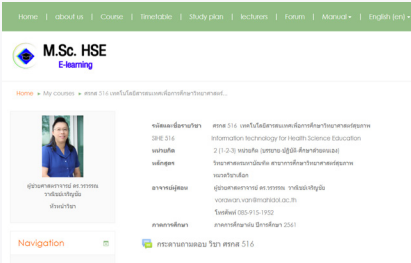 Home | about us | Course | Timetable | Study plan | lecturers | Forum | Manual | English (en)
M.Sc. HSE
E-learning
Home ▸ My courses ▸ ศรกศ 516 เทคโนโลยีสารสนเทศเพื่อการศึกษาวิทยาศาสตร์...
รหัสและชื่อรายวิชา ศรกศ 516 เทคโนโลยีสารสนเทศเพื่อการศึกษาวิทยาศาสตร์สุขภาพ
SIHE 516 Information technology for Health Science Education
หน่วยกิต 2 (1-2-3) หน่วยกิต (บรรยาย-ปฏิบัติ-ศึกษาด้วยตนเอง)
หลักสูตร วิทยาศาสตรมหาบัณฑิต สาขาการศึกษาวิทยาศาสตร์สุขภาพ
หมวดวิชาเลือก
อาจารย์ผู้สอน ผู้ช่วยศาสตราจารย์ ดร.วรวรรณ วาณิชย์เจริญชัย
vorawan.van@mahidol.ac.th
โทรศัพท์ 085-915-1952
ภาคการศึกษา ภาคการศึกษาต้น ปีการศึกษา 2561
ผู้ช่วยศาสตราจารย์ ดร.วรวรรณ
วาณิชย์เจริญชัย
หัวหน้าวิชา
Navigation
กระดานถามตอบ วิชา ศรกศ 516